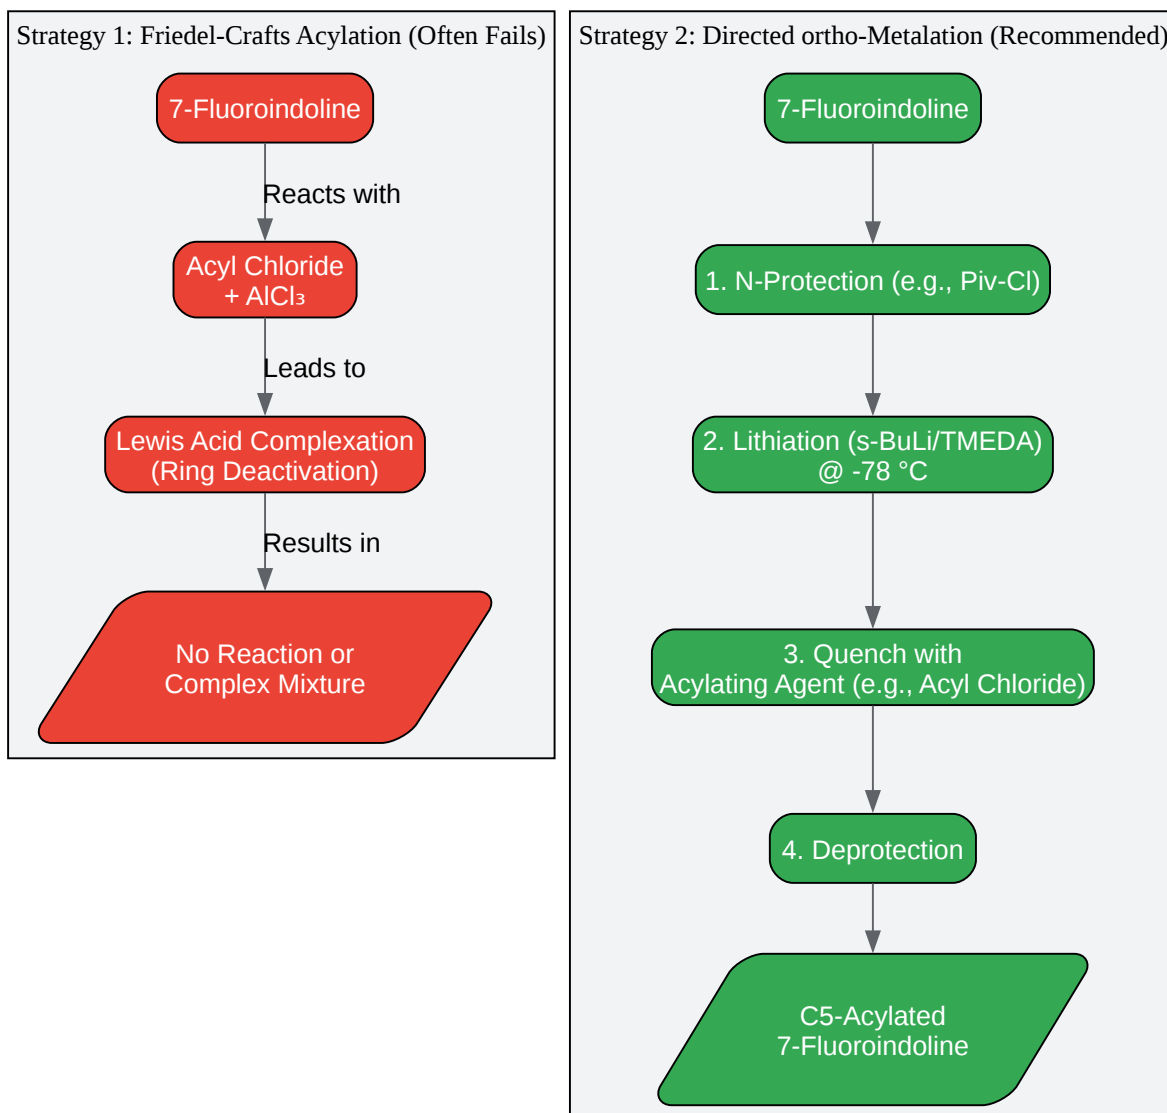 Strategy 1: Friedel-Crafts Acylation (Often Fails)
7-Fluoroindoline
Reacts with
Acyl Chloride
+ AlCl₃
Leads to
Lewis Acid Complexation
(Ring Deactivation)
Results in
No Reaction or
Complex Mixture
Strategy 2: Directed ortho-Metalation (Recommended)
7-Fluoroindoline
1. N-Protection (e.g., Piv-Cl)
2. Lithiation (s-BuLi/TMEDA)
@ -78 °C
3. Quench with
Acylating Agent (e.g., Acyl Chloride)
4. Deprotection
C5-Acylated
7-Fluoroindoline